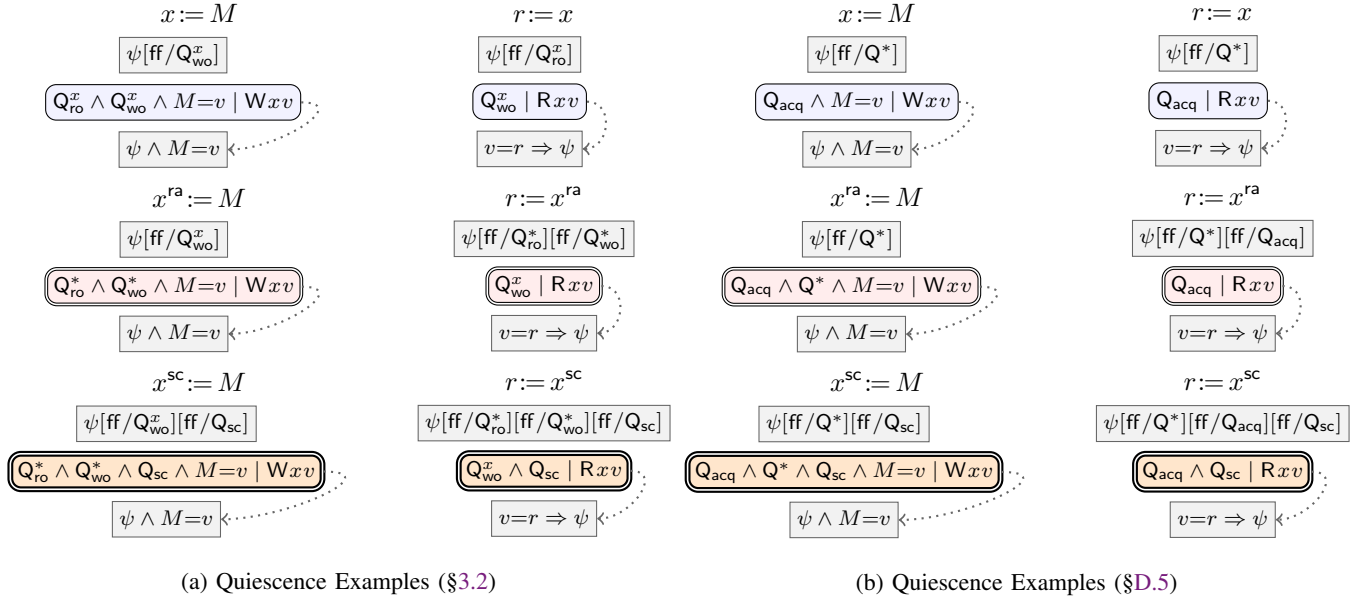 x := M
ψ[ff/Q^x_wo]
Q^x_ro ∧ Q^x_wo ∧ M=v | Wxv
ψ ∧ M=v
x^ra := M
ψ[ff/Q^x_wo]
Q^*_ro ∧ Q^*_wo ∧ M=v | Wxv
ψ ∧ M=v
x^sc := M
ψ[ff/Q^x_wo][ff/Q_sc]
Q^*_ro ∧ Q^*_wo ∧ Q_sc ∧ M=v | Wxv
ψ ∧ M=v
r := x
ψ[ff/Q^x_ro]
Q^x_wo | Rxv
v=r ⇒ ψ
r := x^ra
ψ[ff/Q^*_ro][ff/Q^*_wo]
Q^x_wo | Rxv
v=r ⇒ ψ
r := x^sc
ψ[ff/Q^*_ro][ff/Q^*_wo][ff/Q_sc]
Q^x_wo ∧ Q_sc | Rxv
v=r ⇒ ψ
(a) Quiescence Examples (§3.2)
x := M
ψ[ff/Q^*]
Q_acq ∧ M=v | Wxv
ψ ∧ M=v
x^ra := M
ψ[ff/Q^*]
Q_acq ∧ Q^* ∧ M=v | Wxv
ψ ∧ M=v
x^sc := M
ψ[ff/Q^*][ff/Q_sc]
Q_acq ∧ Q^* ∧ Q_sc ∧ M=v | Wxv
ψ ∧ M=v
r := x
ψ[ff/Q^*]
Q_acq | Rxv
v=r ⇒ ψ
r := x^ra
ψ[ff/Q^*][ff/Q_acq]
Q_acq | Rxv
v=r ⇒ ψ
r := x^sc
ψ[ff/Q^*][ff/Q_acq][ff/Q_sc]
Q_acq ∧ Q_sc | Rxv
v=r ⇒ ψ
(b) Quiescence Examples (§D.5)